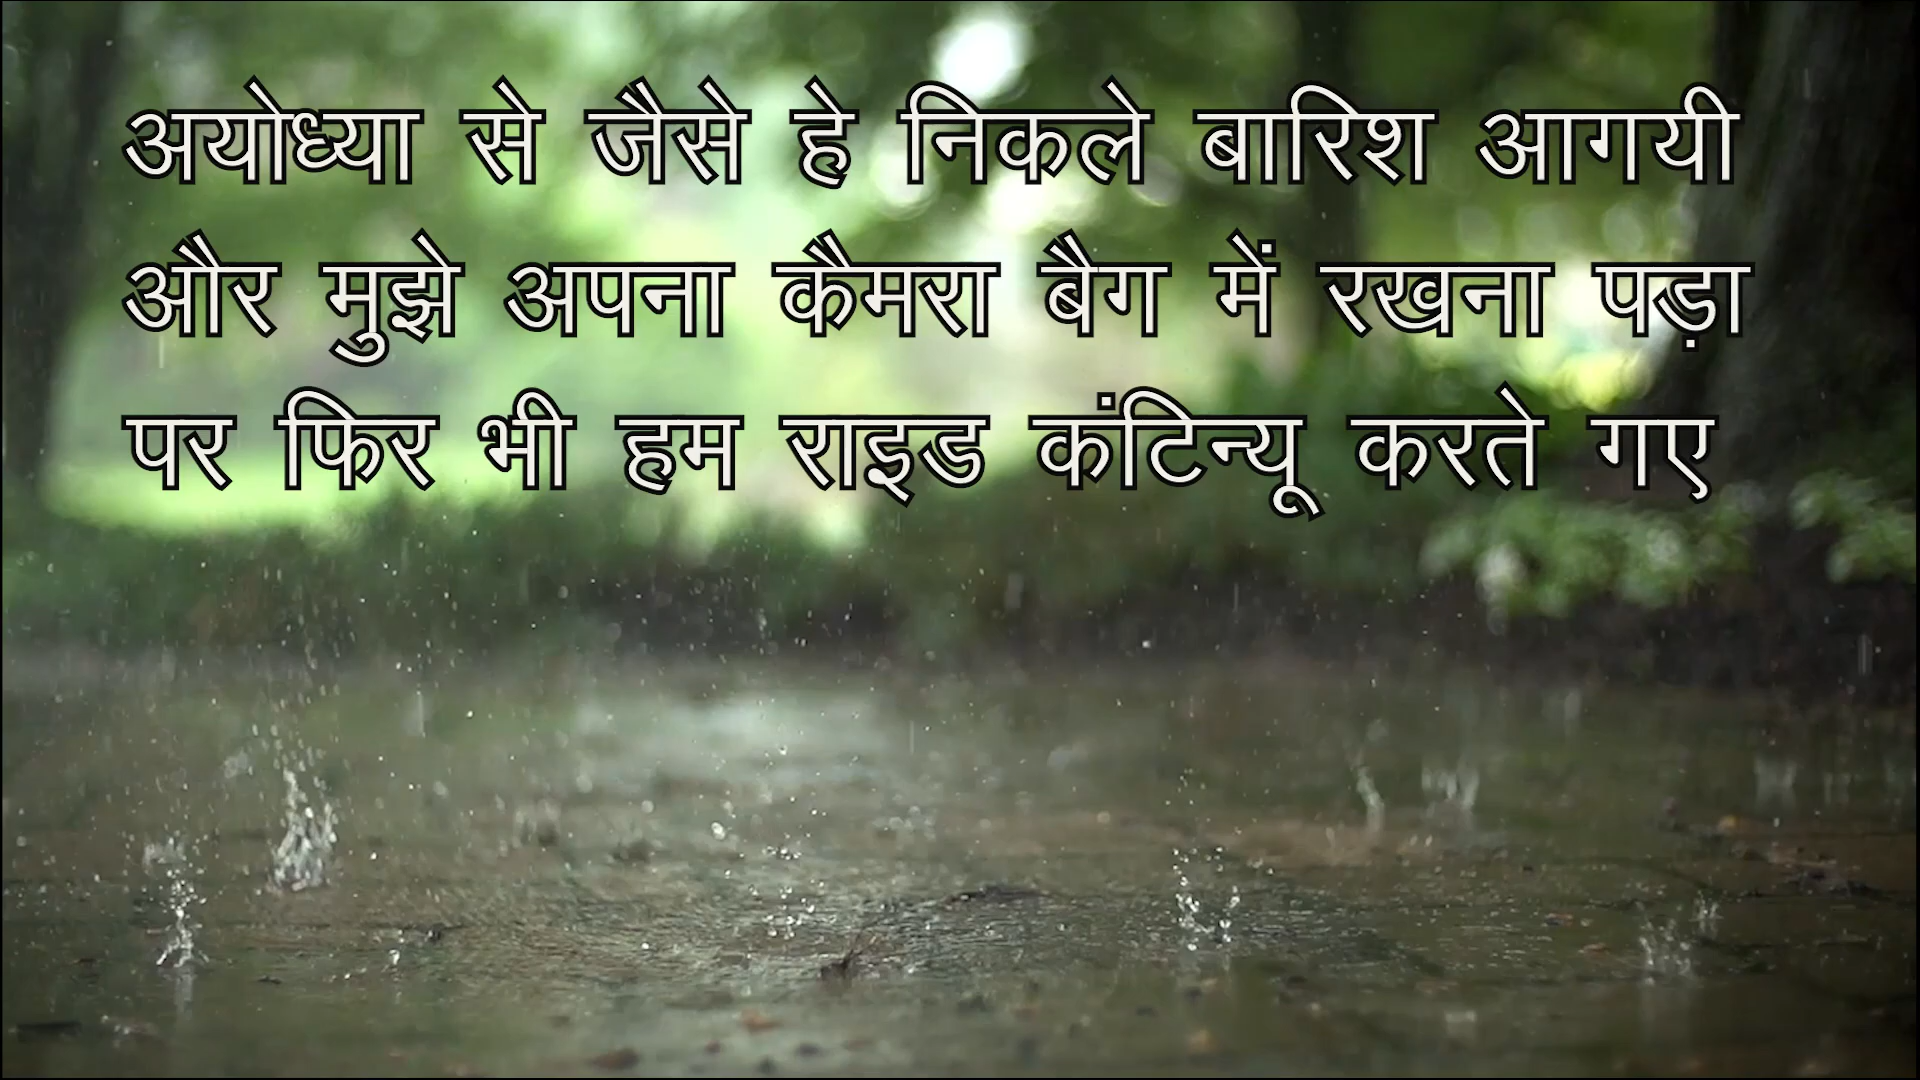 अयोध्या से जैसे हे निकले बारिश आगयी
और मुझे अपना कैमरा बैग में रखना पड़ा
पर फिर भी हम राइड कंटिन्यू करते गए